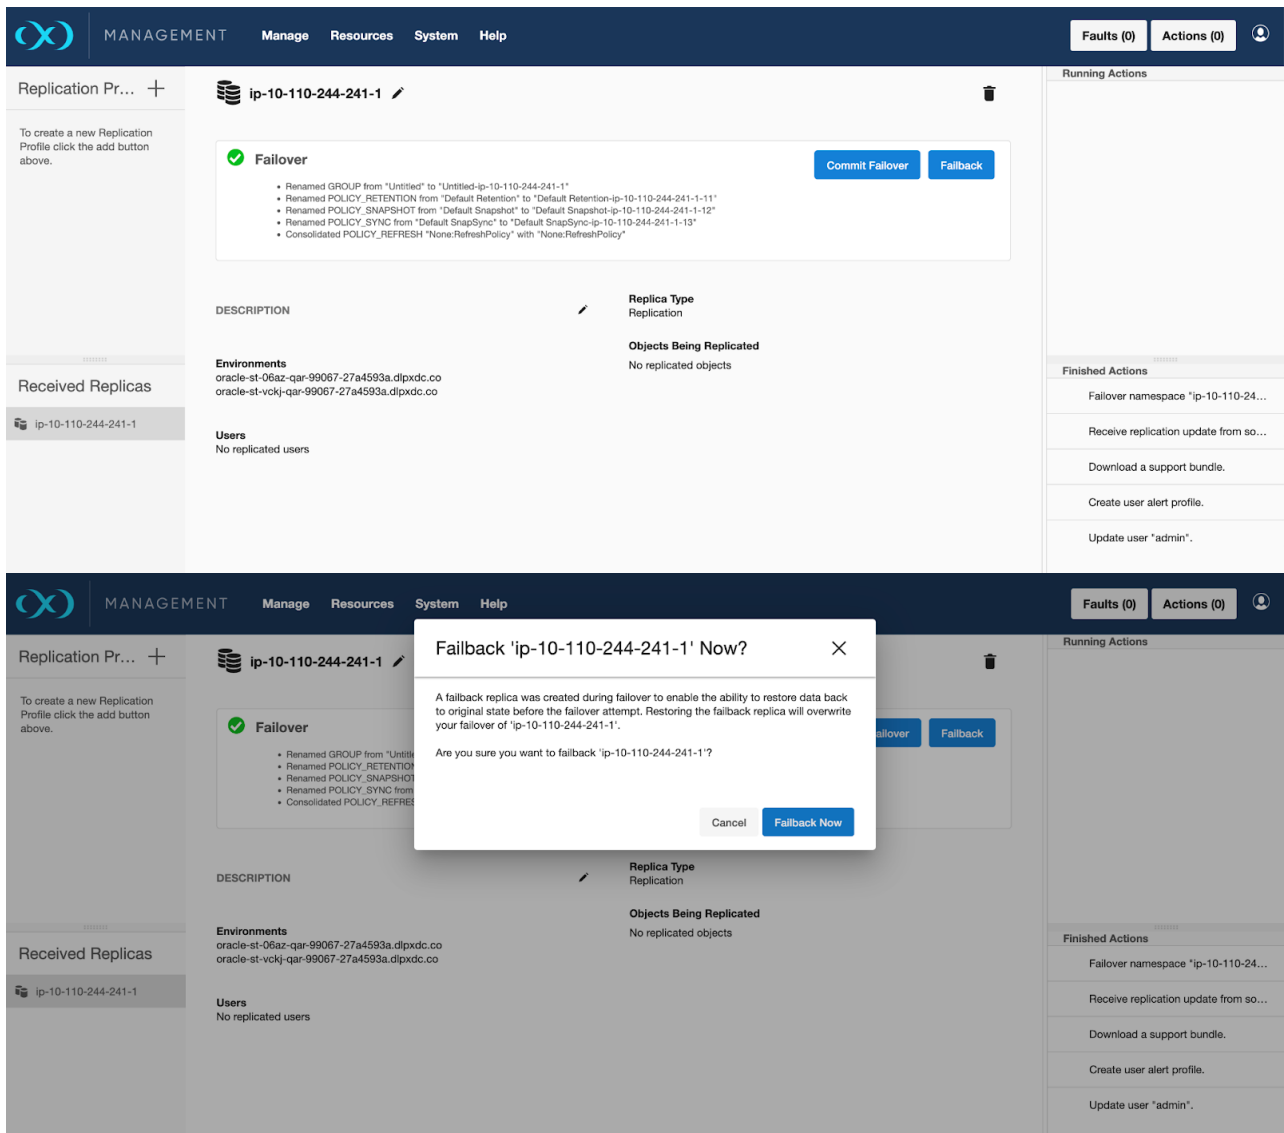 MANAGEMENT Manage Resources System Help Faults (0) Actions (0)
Replication Pr...
To create a new Replication
Profile click the add button
above.
Received Replicas
ip-10-110-244-241-1
ip-10-110-244-241-1
Failover
Commit Failover Failback
• Renamed GROUP from "Untitled" to "Untitled-ip-10-110-244-241-1"
• Renamed POLICY_RETENTION from "Default Retention" to "Default Retention-ip-10-110-244-241-1-11"
• Renamed POLICY_SNAPSHOT from "Default Snapshot" to "Default Snapshot-ip-10-110-244-241-1-12"
• Renamed POLICY_SYNC from "Default SnapSync" to "Default SnapSync-ip-10-110-244-241-1-13"
• Consolidated POLICY_REFRESH "None:RefreshPolicy" with "None:RefreshPolicy"
DESCRIPTION
Environments
oracle-st-06az-qar-99067-27a4593a.dlpxdc.co
oracle-st-vckj-qar-99067-27a4593a.dlpxdc.co
Users
No replicated users
Replica Type
Replication
Objects Being Replicated
No replicated objects
Running Actions
Finished Actions
Failover namespace "ip-10-110-24...
Receive replication update from so...
Download a support bundle.
Create user alert profile.
Update user "admin".
MANAGEMENT Manage Resources System Help Faults (0) Actions (0)
Replication Pr...
To create a new Replication
Profile click the add button
above.
Received Replicas
ip-10-110-244-241-1
ip-10-110-244-241-1
Failover
ailover Failback
• Renamed GROUP from "Untitle
• Renamed POLICY_RETENTION
• Renamed POLICY_SNAPSHOT
• Renamed POLICY_SYNC from
• Consolidated POLICY_REFRES
Failback 'ip-10-110-244-241-1' Now?
A failback replica was created during failover to enable the ability to restore data back
to original state before the failover attempt. Restoring the failback replica will overwrite
your failover of 'ip-10-110-244-241-1'.
Are you sure you want to failback 'ip-10-110-244-241-1'?
Cancel Failback Now
DESCRIPTION
Environments
oracle-st-06az-qar-99067-27a4593a.dlpxdc.co
oracle-st-vckj-qar-99067-27a4593a.dlpxdc.co
Users
No replicated users
Replica Type
Replication
Objects Being Replicated
No replicated objects
Running Actions
Finished Actions
Failover namespace "ip-10-110-24...
Receive replication update from so...
Download a support bundle.
Create user alert profile.
Update user "admin".